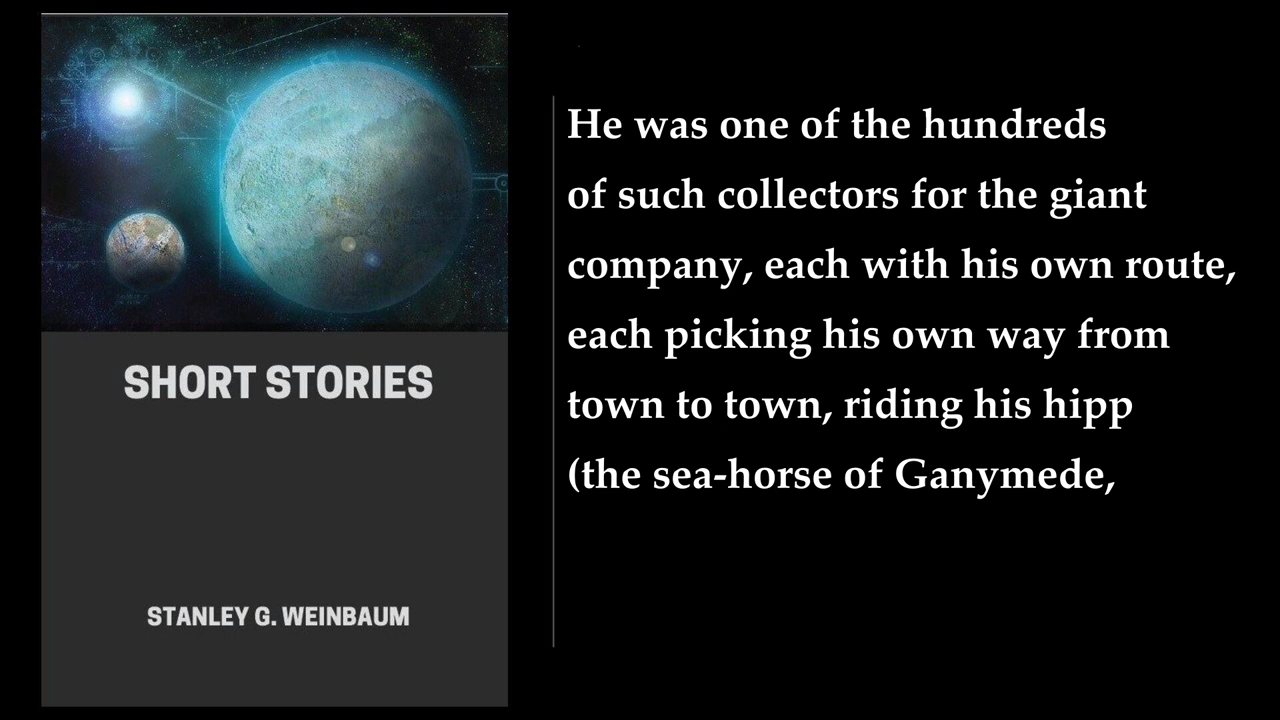 SHORT STORIES
STANLEY G. WEINBAUM
He was one of the hundreds
of such collectors for the giant
company, each with his own route,
each picking his own way from
town to town, riding his hipp
(the sea-horse of Ganymede,